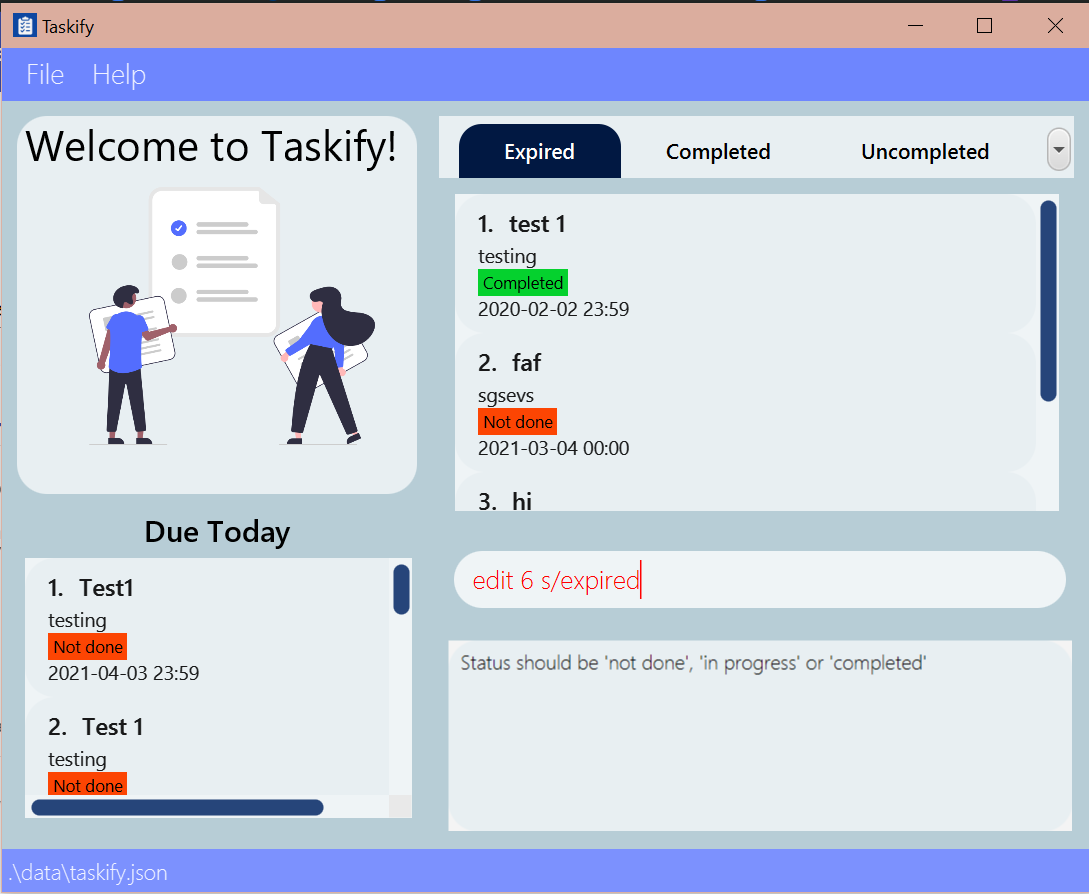 Taskify
File Help
Welcome to Taskify!
Due Today
1. Test1
testing
Not done
2021-04-03 23:59
2. Test 1
testing
Not done
Expired Completed Uncompleted
1. test 1
testing
Completed
2020-02-02 23:59
2. faf
sgsevs
Not done
2021-03-04 00:00
3. hi
edit 6 s/expired
Status should be 'not done', 'in progress' or 'completed'
.\data\taskify.json